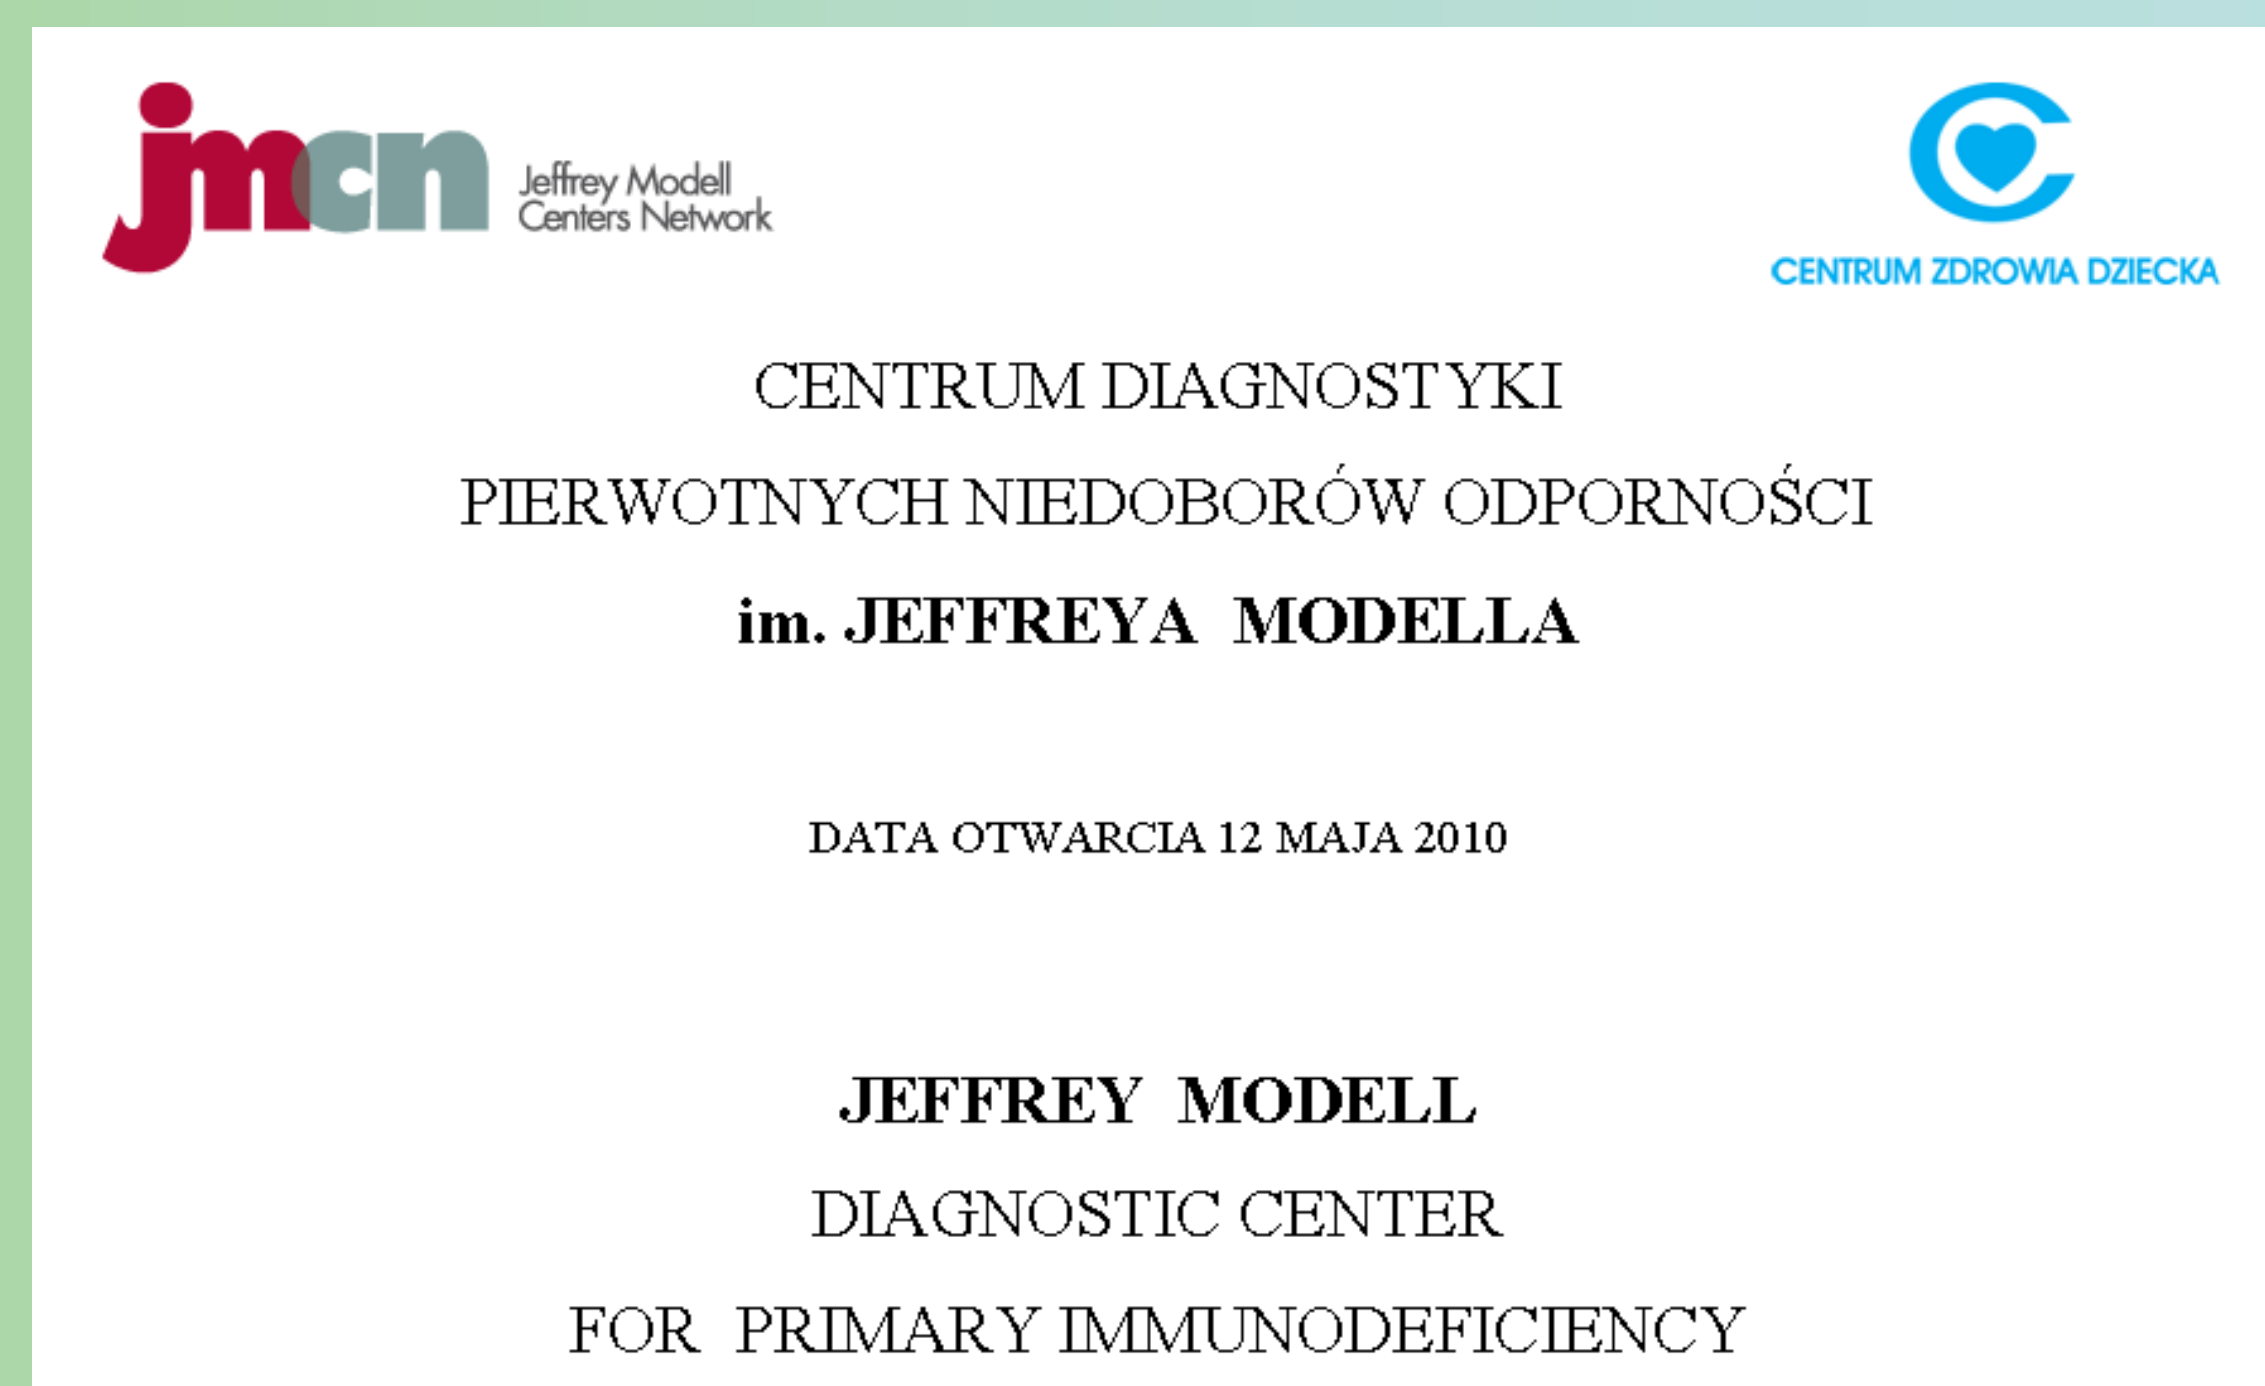 jmcn
Jeffrey Modell
Centers Network
CENTRUM ZDROWIA DZIECKA
CENTRUM DIAGNOSTYKI
PIERWOTNYCH NIEDOBORÓW ODPORNOŚCI
im. JEFFREYA MODELLA
DATA OTWARCIA 12 MAJA 2010
JEFFREY MODELL
DIAGNOSTIC CENTER
FOR PRIMARY IMMUNODEFICIENCY